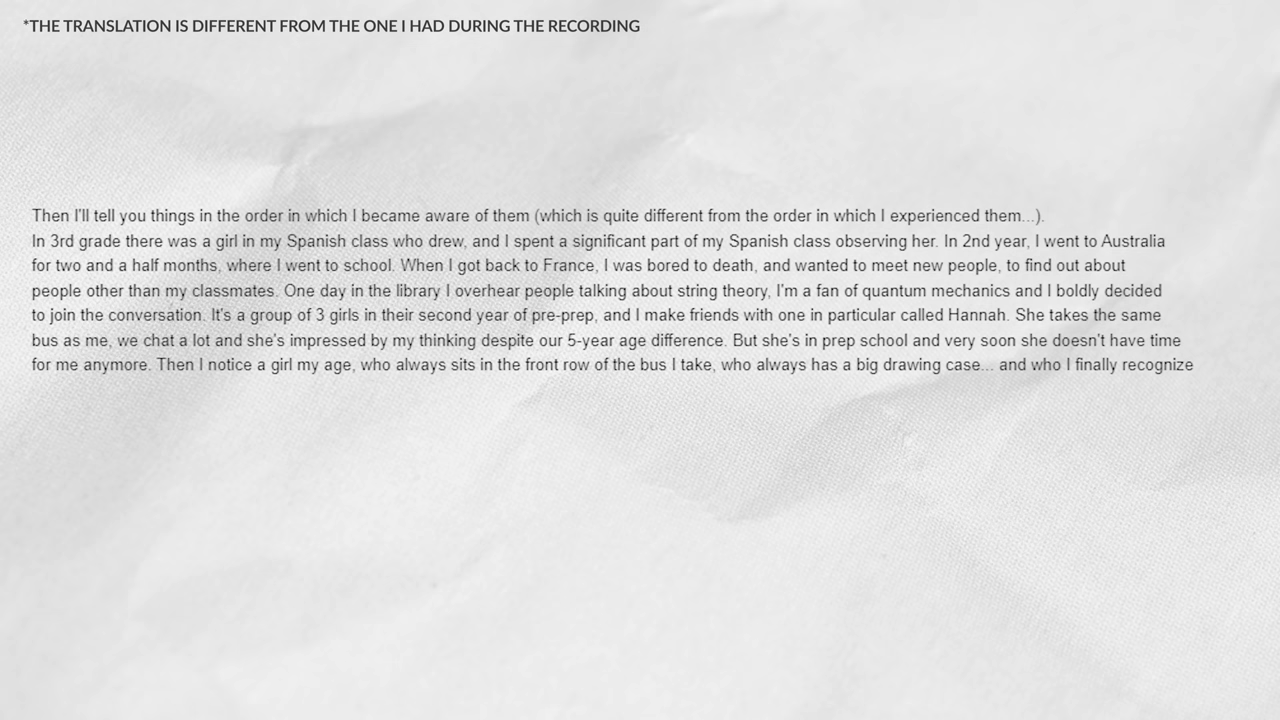 *THE TRANSLATION IS DIFFERENT FROM THE ONE I HAD DURING THE RECORDING
Then I'll tell you things in the order in which I became aware of them (which is quite different from the order in which I experienced them...).
In 3rd grade there was a girl in my Spanish class who drew, and I spent a significant part of my Spanish class observing her. In 2nd year, I went to Australia
for two and a half months, where I went to school. When I got back to France, I was bored to death, and wanted to meet new people, to find out about
people other than my classmates. One day in the library I overhear people talking about string theory, I'm a fan of quantum mechanics and I boldly decided
to join the conversation. It's a group of 3 girls in their second year of pre-prep, and I make friends with one in particular called Hannah. She takes the same
bus as me, we chat a lot and she's impressed by my thinking despite our 5-year age difference. But she's in prep school and very soon she doesn't have time
for me anymore. Then I notice a girl my age, who always sits in the front row of the bus I take, who always has a big drawing case... and who I finally recognize